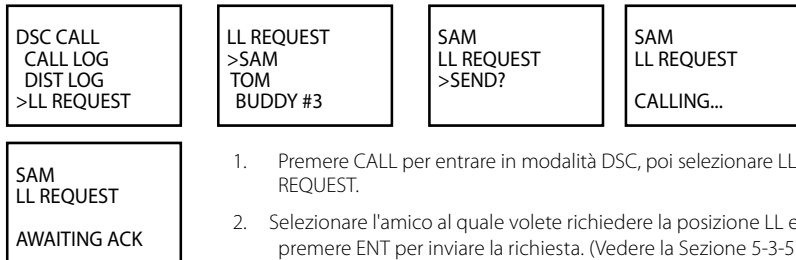 DSC CALL
CALL LOG
DIST LOG
>LL REQUEST
LL REQUEST
>SAM
TOM
BUDDY #3
SAM
LL REQUEST
>SEND?
SAM
LL REQUEST
CALLING...
SAM
LL REQUEST
AWAITING ACK
1. Premere CALL per entrare in modalità DSC, poi selezionare LL
REQUEST.
2. Selezionare l'amico al quale volete richiedere la posizione LL e
premere ENT per inviare la richiesta. (Vedere la Sezione 5-3-5